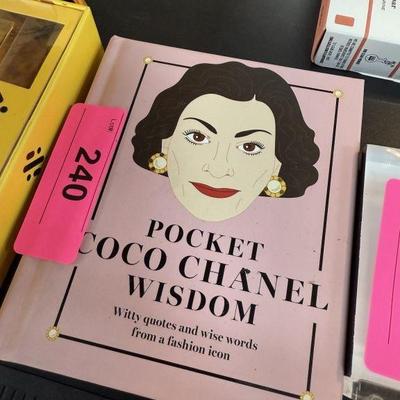 LOT#
240
POCKET
COCO CHANEL
WISDOM
Witty quotes and wise words
from a fashion icon